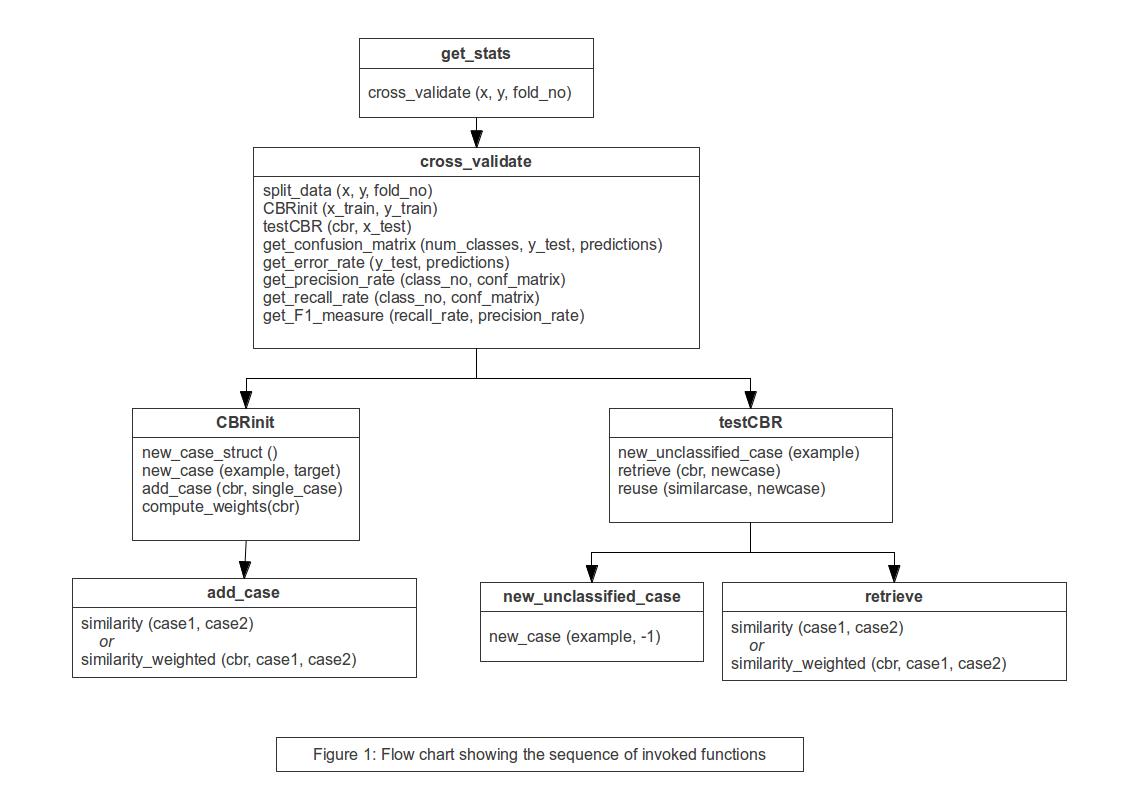 get_stats
cross_validate (x, y, fold_no)
cross_validate
split_data (x, y, fold_no)
CBRinit (x_train, y_train)
testCBR (cbr, x_test)
get_confusion_matrix (num_classes, y_test, predictions)
get_error_rate (y_test, predictions)
get_precision_rate (class_no, conf_matrix)
get_recall_rate (class_no, conf_matrix)
get_F1_measure (recall_rate, precision_rate)
CBRinit
new_case_struct ()
new_case (example, target)
add_case (cbr, single_case)
compute_weights(cbr)
testCBR
new_unclassified_case (example)
retrieve (cbr, newcase)
reuse (similarcase, newcase)
add_case
similarity (case1, case2)
or
similarity_weighted (cbr, case1, case2)
new_unclassified_case
new_case (example, -1)
retrieve
similarity (case1, case2)
or
similarity_weighted (cbr, case1, case2)
Figure 1: Flow chart showing the sequence of invoked functions